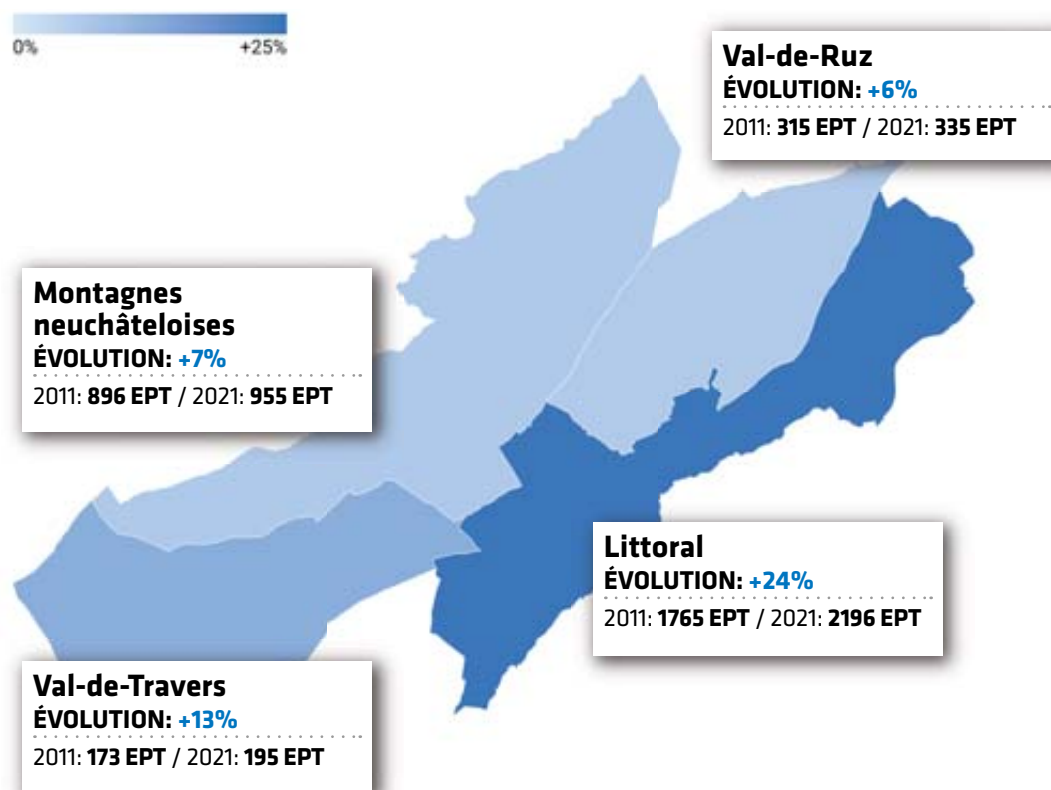 0% +25%
Val-de-Ruz
ÉVOLUTION: +6%
2011: 315 EPT / 2021: 335 EPT
Montagnes
neuchâteloises
ÉVOLUTION: +7%
2011: 896 EPT / 2021: 955 EPT
Littoral
ÉVOLUTION: +24%
2011: 1765 EPT / 2021: 2196 EPT
Val-de-Travers
ÉVOLUTION: +13%
2011: 173 EPT / 2021: 195 EPT